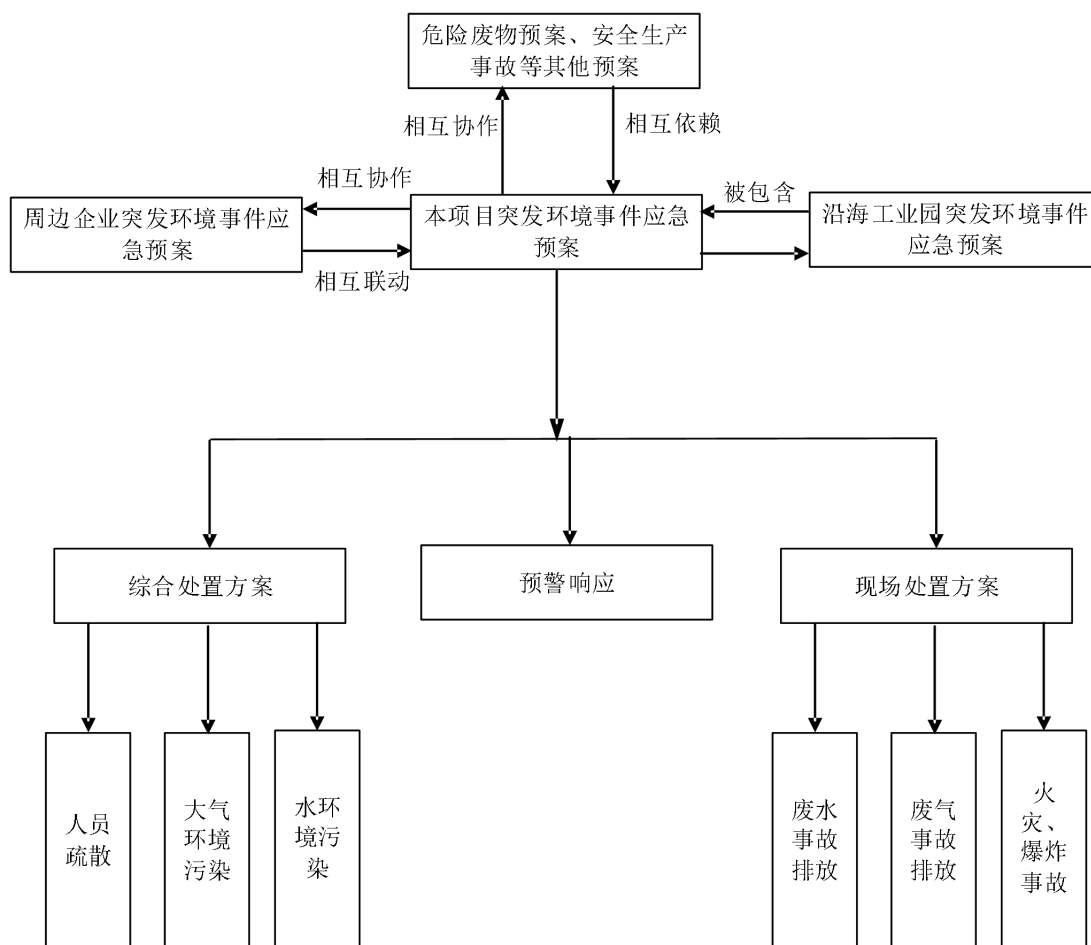 危险废物预案、安全生产
事故等其他预案
相互协作
相互依赖
相互协作
被包含
周边企业突发环境事件应
急预案
本项目突发环境事件应急
预案
沿海工业园突发环境事件
应急预案
相互联动
综合处置方案
预警响应
现场处置方案
人员
疏散
大气
环境
污染
水环
境污
染
废水
事故
排放
废气
事故
排放
火
灾、
爆炸
事故